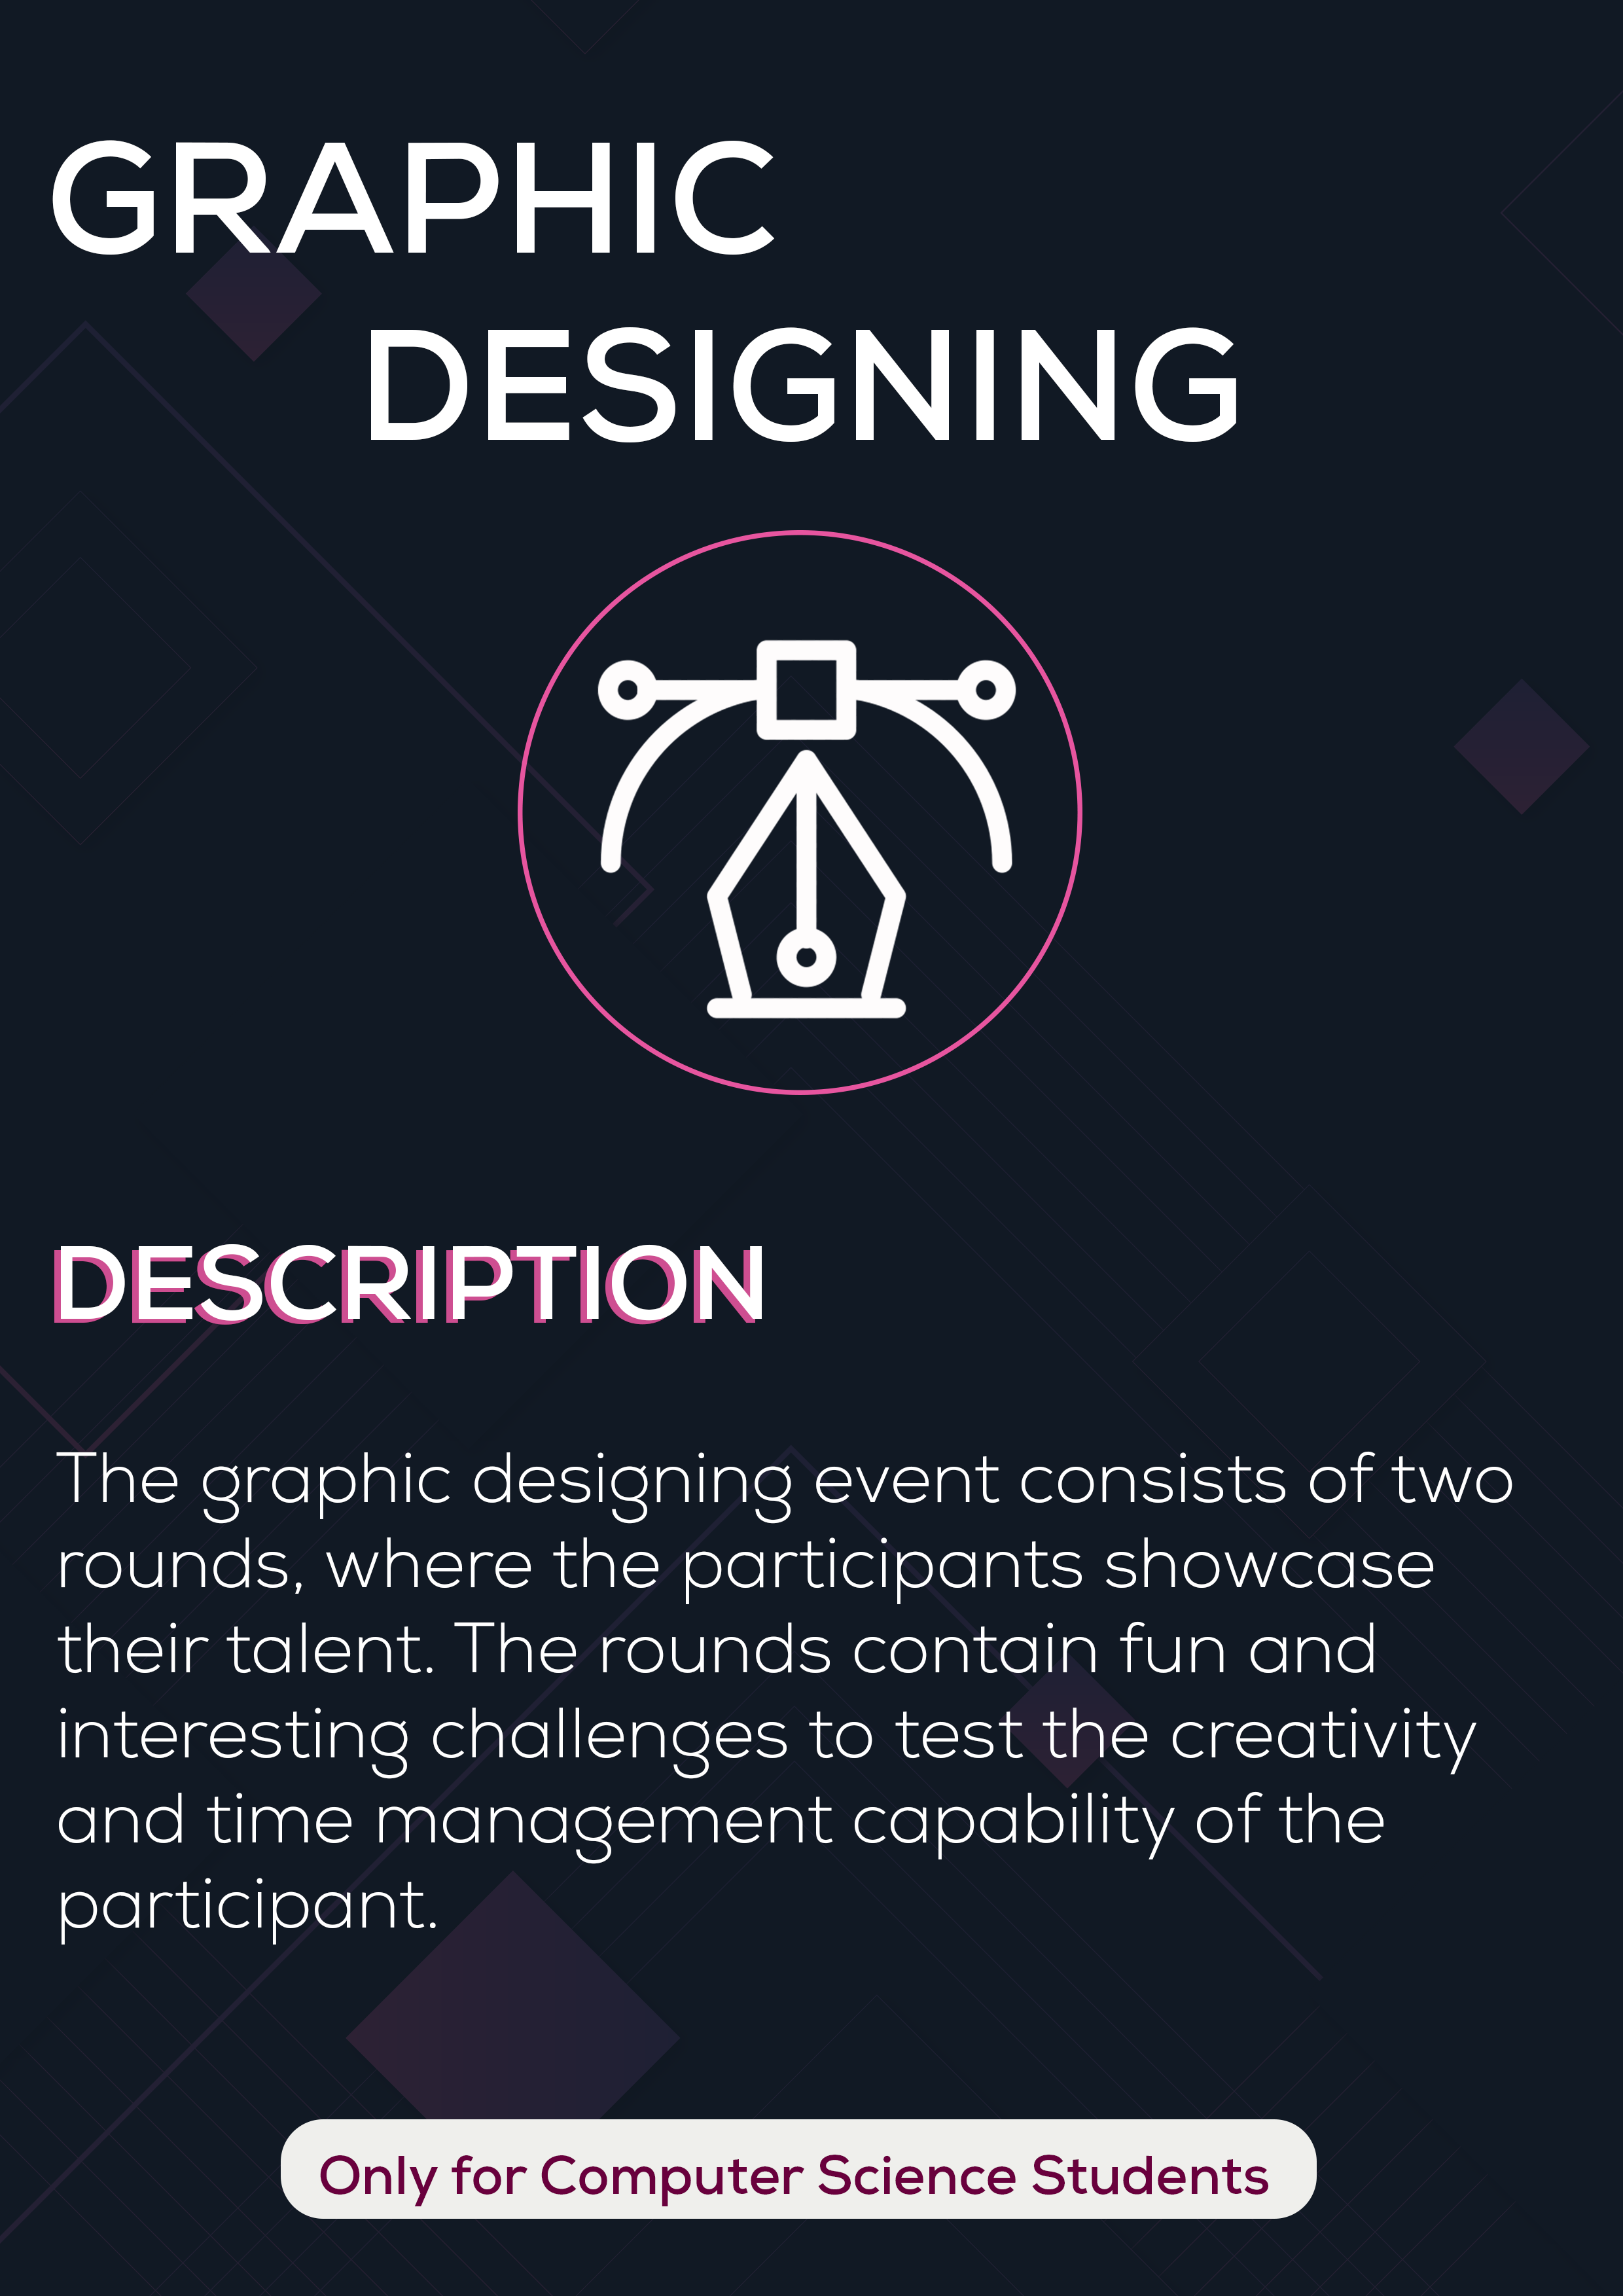 GRAPHIC
DESIGNING
DESCRIPTION
The graphic designing event consists of two
rounds, where the participants showcase
their talent. The rounds contain fun and
interesting challenges to test the creativity
and time management capability of the
participant.
Only for Computer Science Students